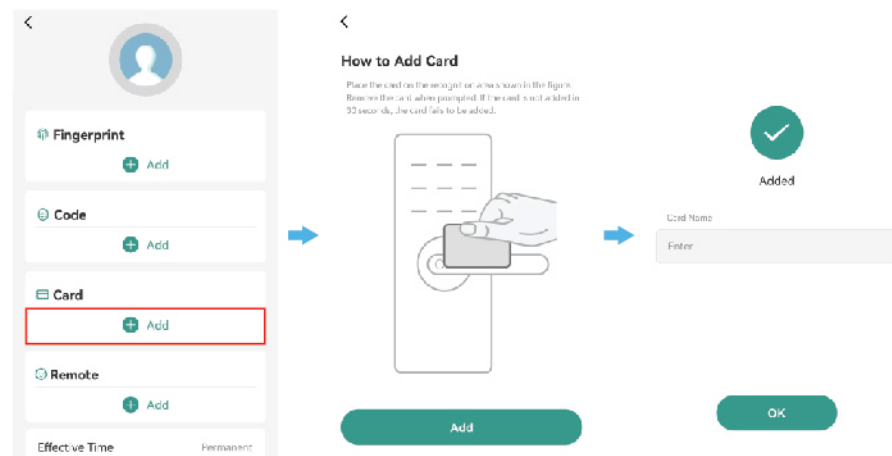 Fingerprint
Add
Code
Add
Card
Add
Remote
Add
Effective Time Permanent
How to Add Card
Place the card on the recognition area shown in the figure.
Remove the card when prompted. If the card is not added in
30 seconds, the card fails to be added.
Add
Added
Card Name
Enter
OK